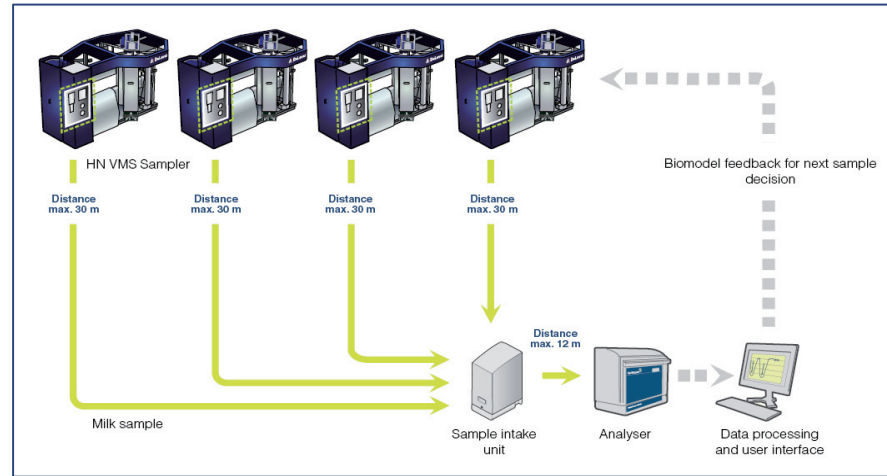 HN VMS Sampler
Distance
max. 30 m
Distance
max. 30 m
Distance
max. 30 m
Distance
max. 30 m
Biomodel feedback for next sample
decision
Distance
max. 12 m
Milk sample
Sample intake
unit
Analyser
Data processing
and user interface